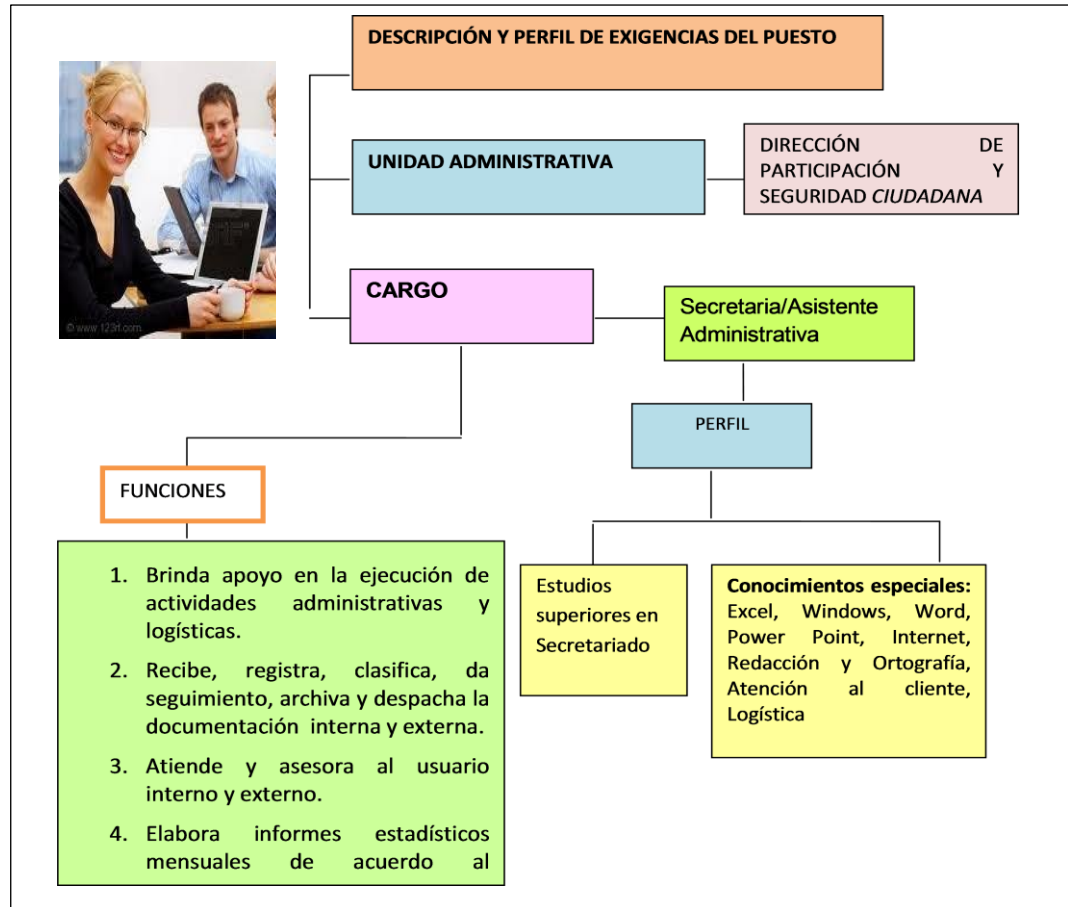 DESCRIPCIÓN Y PERFIL DE EXIGENCIAS DEL PUESTO
UNIDAD ADMINISTRATIVA
DIRECCIÓN DE
PARTICIPACIÓN Y
SEGURIDAD CIUDADANA
© www.123rf.com
CARGO
Secretaria/Asistente
Administrativa
PERFIL
FUNCIONES
1. Brinda apoyo en la ejecución de
actividades administrativas y
logísticas.
2. Recibe, registra, clasifica, da
seguimiento, archiva y despacha la
documentación interna y externa.
3. Atiende y asesora al usuario
interno y externo.
4. Elabora informes estadísticos
mensuales de acuerdo al
Estudios
superiores en
Secretariado
Conocimientos especiales:
Excel, Windows, Word,
Power Point, Internet,
Redacción y Ortografía,
Atención al cliente,
Logística